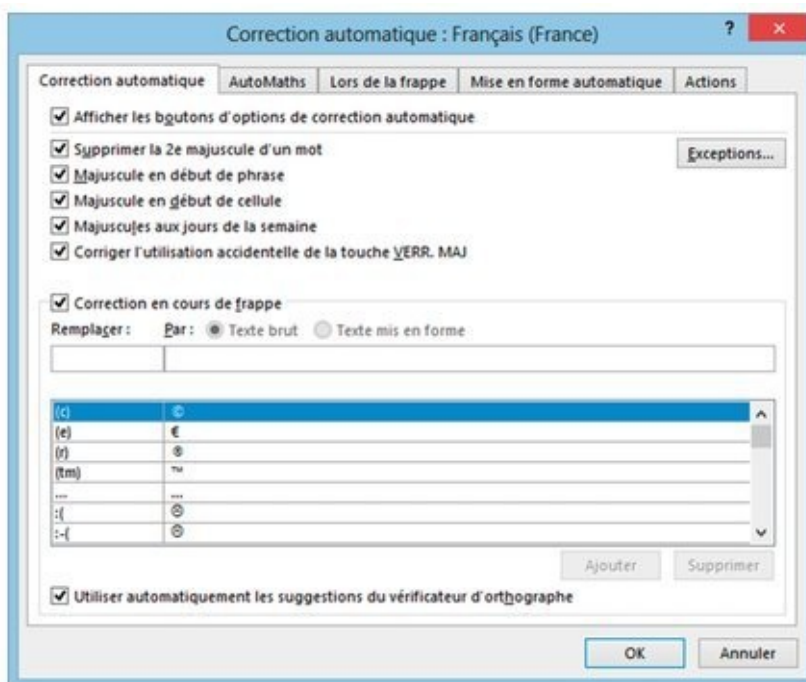 Correction automatique : Français (France)
? ×
Correction automatique AutoMaths Lors de la frappe Mise en forme automatique Actions
Afficher les boutons d'options de correction automatique
Supprimer la 2e majuscule d'un mot
Exceptions...
Majuscule en début de phrase
Majuscule en début de cellule
Majuscules aux jours de la semaine
Corriger l'utilisation accidentelle de la touche VERR. MAJ
Correction en cours de frappe
Remplacer : Par : Texte brut Texte mis en forme
(c) ©
(e) €
(r) ®
(tm) ™
... ...
:( ☹
:-( ☹
Ajouter Supprimer
Utiliser automatiquement les suggestions du vérificateur d'orthographe
OK Annuler